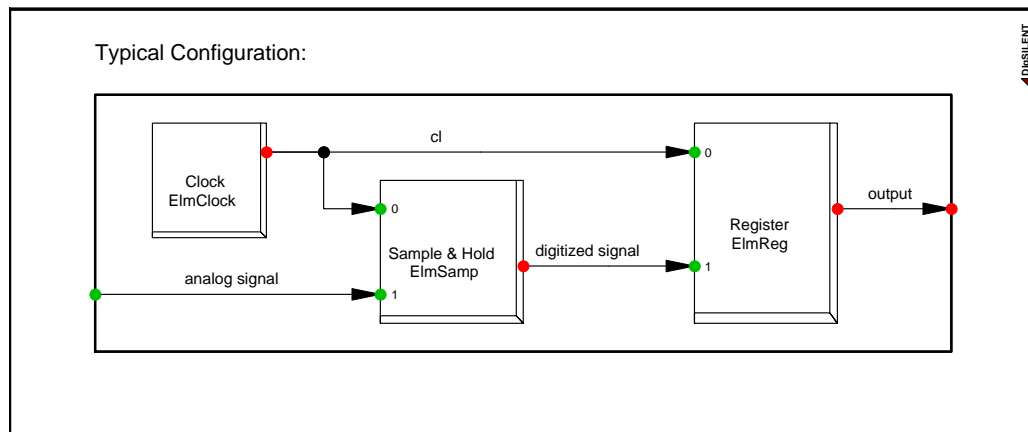 Typical Configuration:
DIgSILENT
cl
0
Clock
ElmClock
0
output
Register
ElmReg
Sample & Hold
ElmSamp
digitized signal
1
analog signal
1